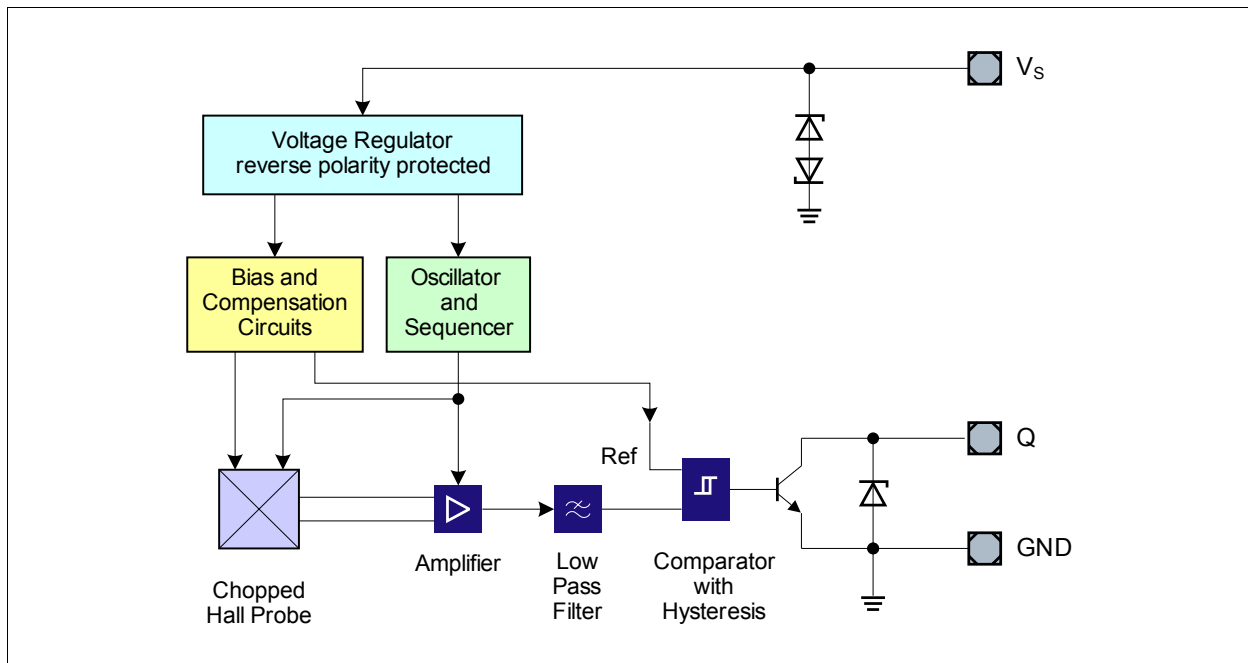 V_S
Voltage Regulator
reverse polarity protected
Bias and
Compensation
Circuits
Oscillator
and
Sequencer
Ref
Q
GND
Amplifier
Low
Pass
Filter
Comparator
with
Hysteresis
Chopped
Hall Probe